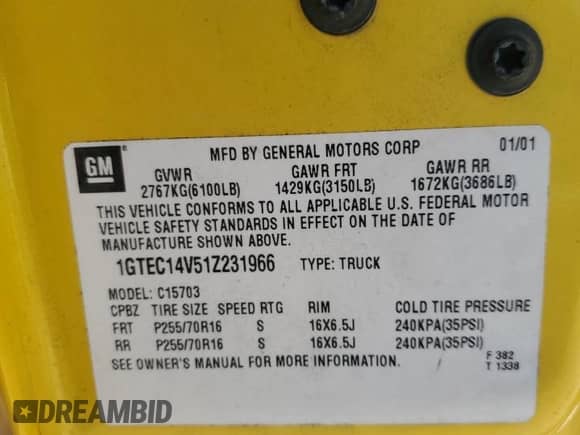 GM
MFD BY GENERAL MOTORS CORP 01/01
GVWR GAWR FRT GAWR RR
2767KG(6100LB) 1429KG(3150LB) 1672KG(3686LB)
THIS VEHICLE CONFORMS TO ALL APPLICABLE U.S. FEDERAL MOTOR
VEHICLE SAFETY STANDARDS IN EFFECT ON THE DATE OF
MANUFACTURE SHOWN ABOVE.
1GTEC14V51Z231966 TYPE: TRUCK
MODEL: C15703
CPBZ TIRE SIZE SPEED RTG RIM COLD TIRE PRESSURE
FRT P255/70R16 S 16X6.5J 240KPA(35PSI)
RR P255/70R16 S 16X6.5J 240KPA(35PSI)
SEE OWNER'S MANUAL FOR MORE INFORMATION.
F 382
T 1338
DREAMBID